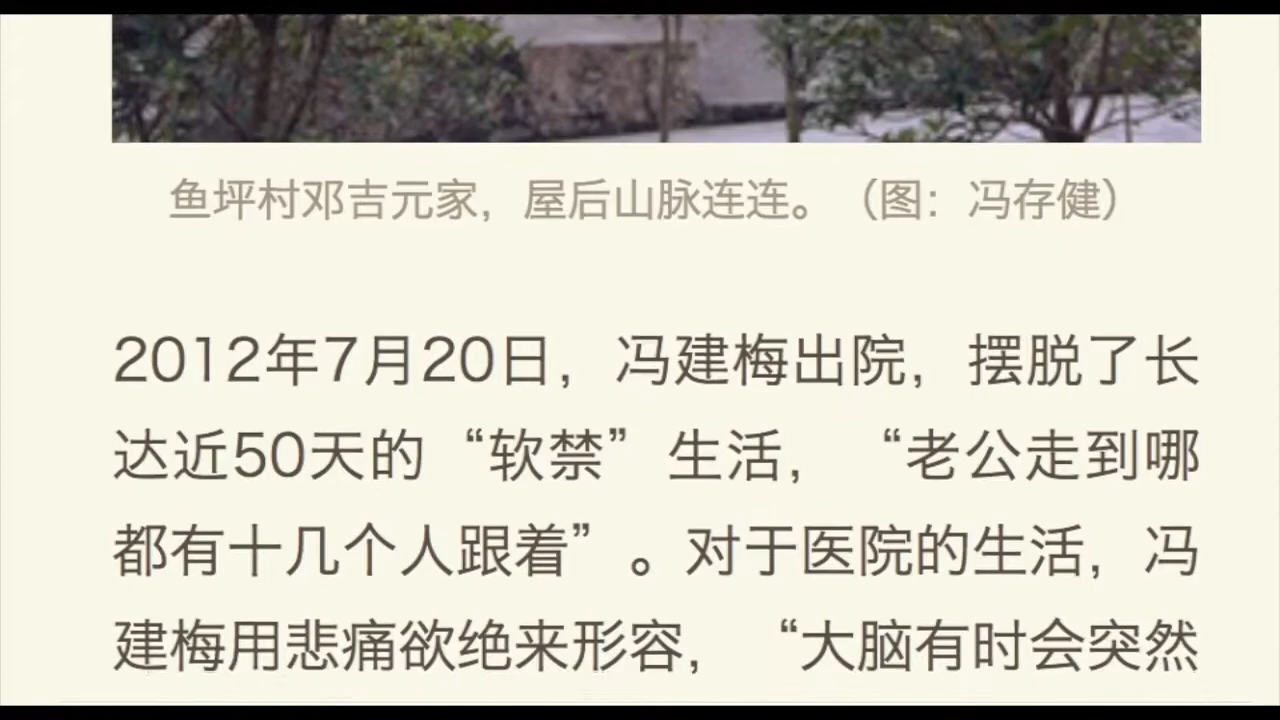 鱼坪村邓吉元家，屋后山脉连连。（图：冯存健）
2012年7月20日，冯建梅出院，摆脱了长
达近50天的“软禁”生活，“老公走到哪
都有十几个人跟着”。对于医院的生活，冯
建梅用悲痛欲绝来形容，“大脑有时会突然